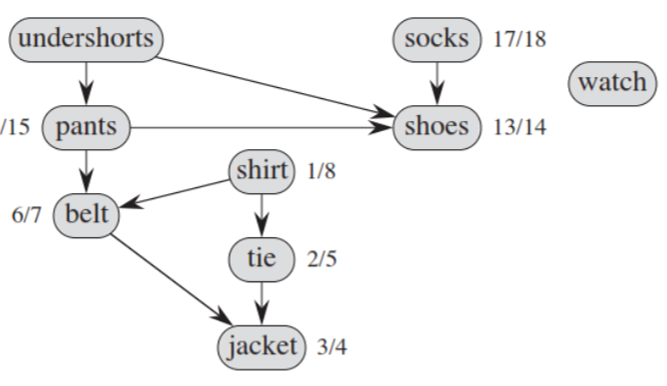 undershorts
socks 17/18
watch
/15 pants
shoes 13/14
shirt 1/8
6/7 belt
tie 2/5
jacket 3/4